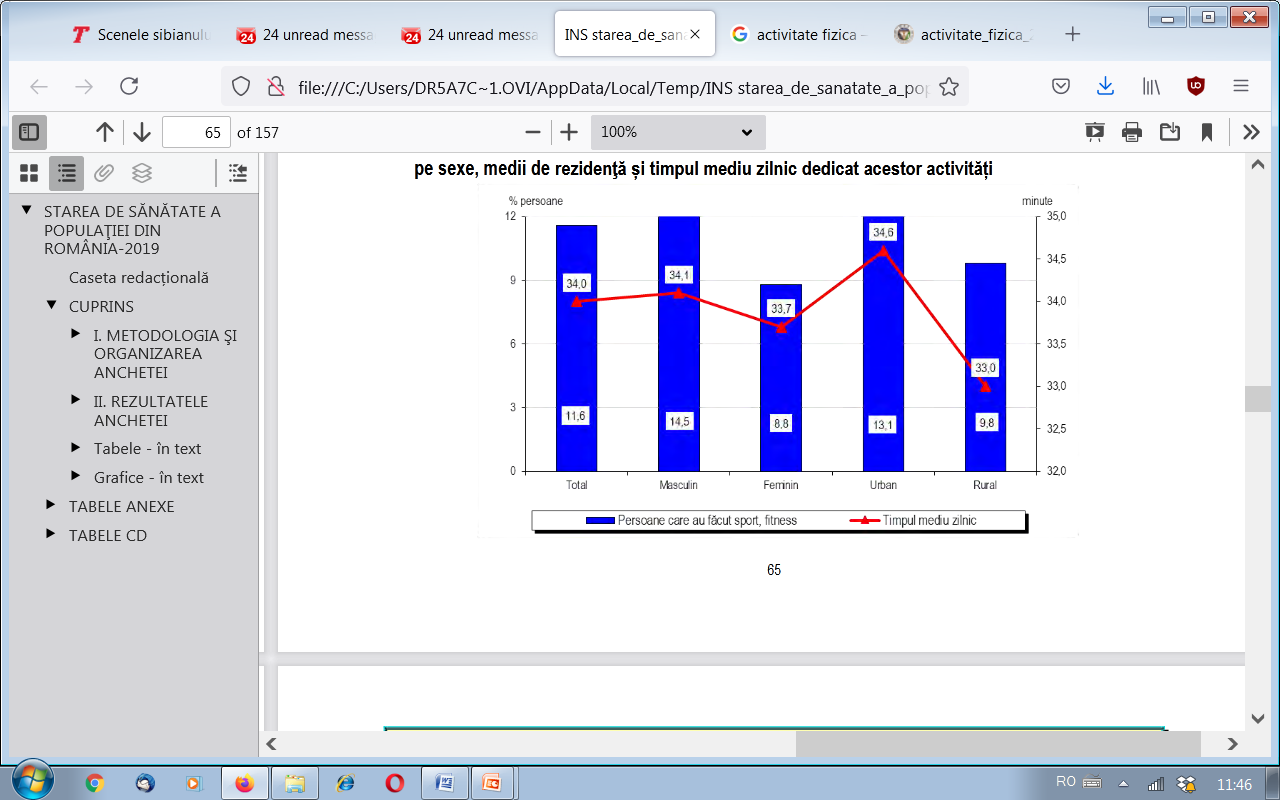 Scenele sibianulu
24 unread messa
24 unread messa
INS starea_de_sana
activitate fizica –
activitate_fizica_
file:///C:/Users/DR5A7C~1.OVI/AppData/Local/Temp/INS starea_de_sanatate_a_pop
65 of 157
100%
STAREA DE SĂNĂTATE A
POPULAŢIEI DIN
ROMÂNIA-2019
Caseta redacțională
CUPRINS
I. METODOLOGIA ŞI
ORGANIZAREA
ANCHETEI
II. REZULTATELE
ANCHETEI
Tabele - în text
Grafice - în text
TABELE ANEXE
TABELE CD
pe sexe, medii de rezidenţă și timpul mediu zilnic dedicat acestor activități
% persoane minute
12 35,0
34,6
34,5
9 34,1
34,0 34,0
33,7
6 33,5
33,0 33,0
3
11,6 14,5 8,8 13,1 9,8
32,5
0 32,0
Total Masculin Feminin Urban Rural
Persoane care au făcut sport, fitness Timpul mediu zilnic
65
RO 11:46